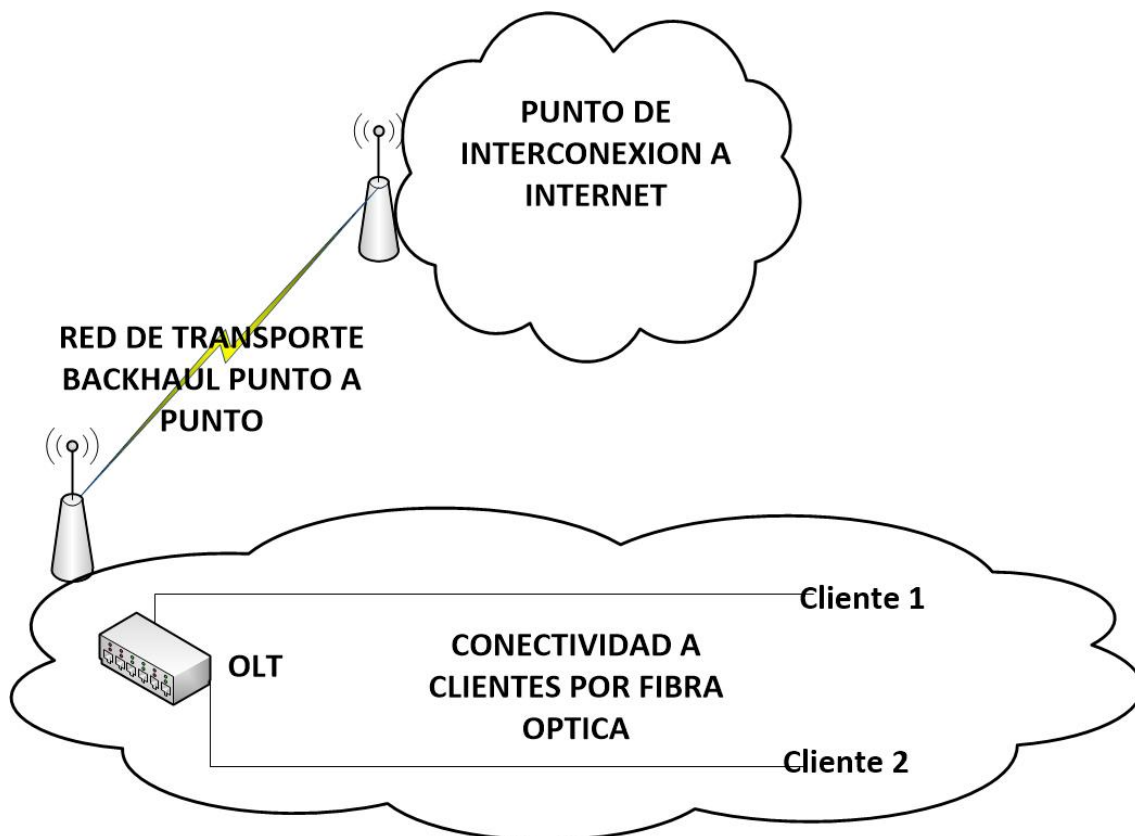 PUNTO DE
INTERCONEXION A
INTERNET
RED DE TRANSPORTE
BACKHAUL PUNTO A
PUNTO
Cliente 1
OLT
CONECTIVIDAD A
CLIENTES POR FIBRA
OPTICA
Cliente 2